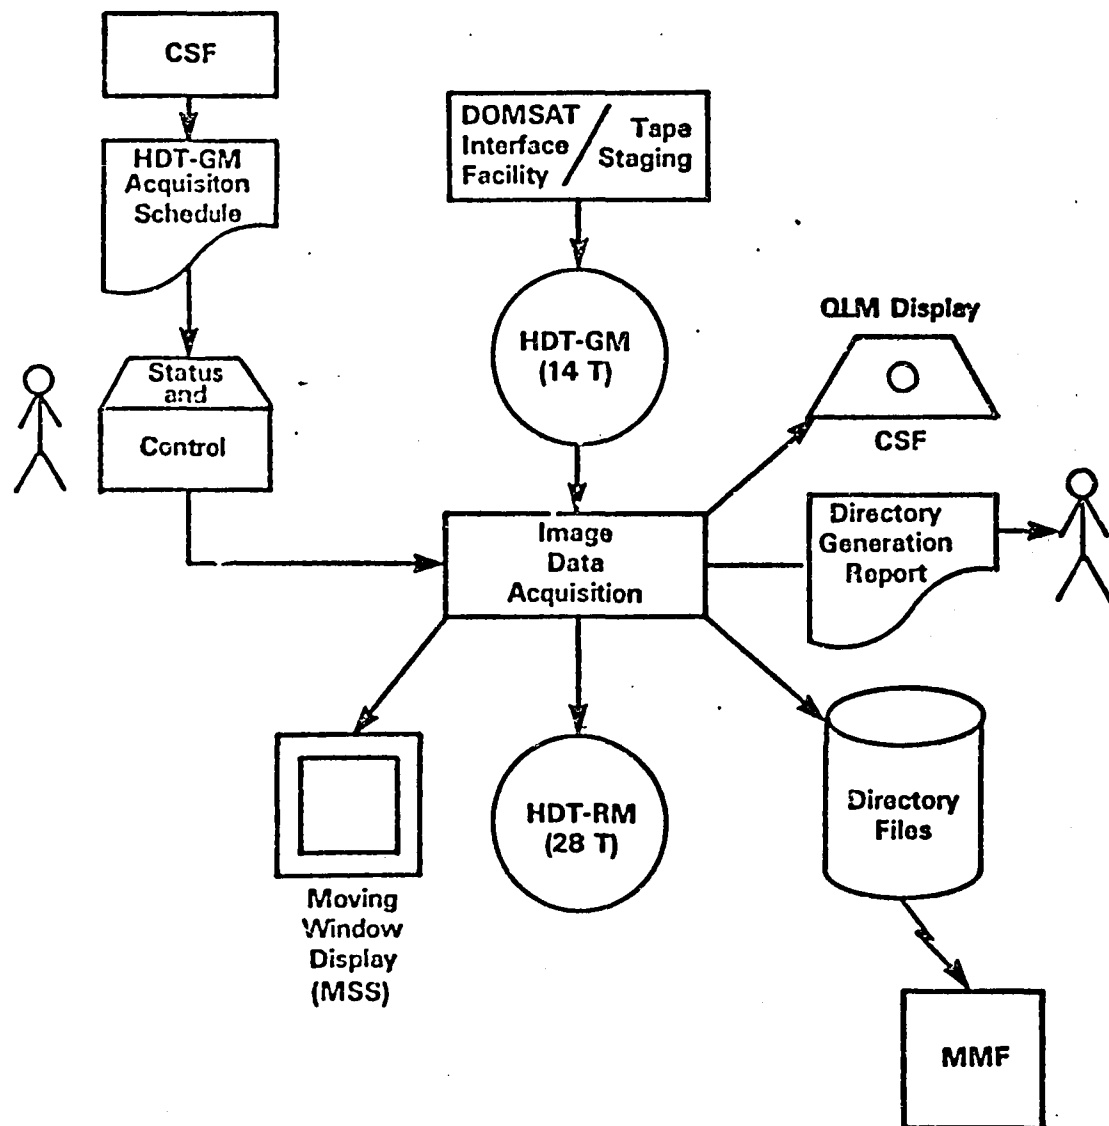 CSF
HDT-GM
Acquisiton
Schedule
Status
and
Control
DOMSAT
Interface
Facility
/
Tapa
Staging
HDT-GM
(14 T)
QLM Display
CSF
Image
Data
Acquisition
Directory
Generation
Report
Moving
Window
Display
(MSS)
HDT-RM
(28 T)
Directory
Files
MMF